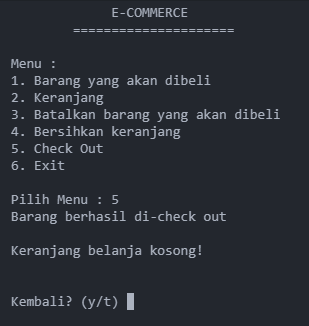 E-COMMERCE
=====================
Menu :
1. Barang yang akan dibeli
2. Keranjang
3. Batalkan barang yang akan dibeli
4. Bersihkan keranjang
5. Check Out
6. Exit
Pilih Menu : 5
Barang berhasil di-check out
Keranjang belanja kosong!
Kembali? (y/t)